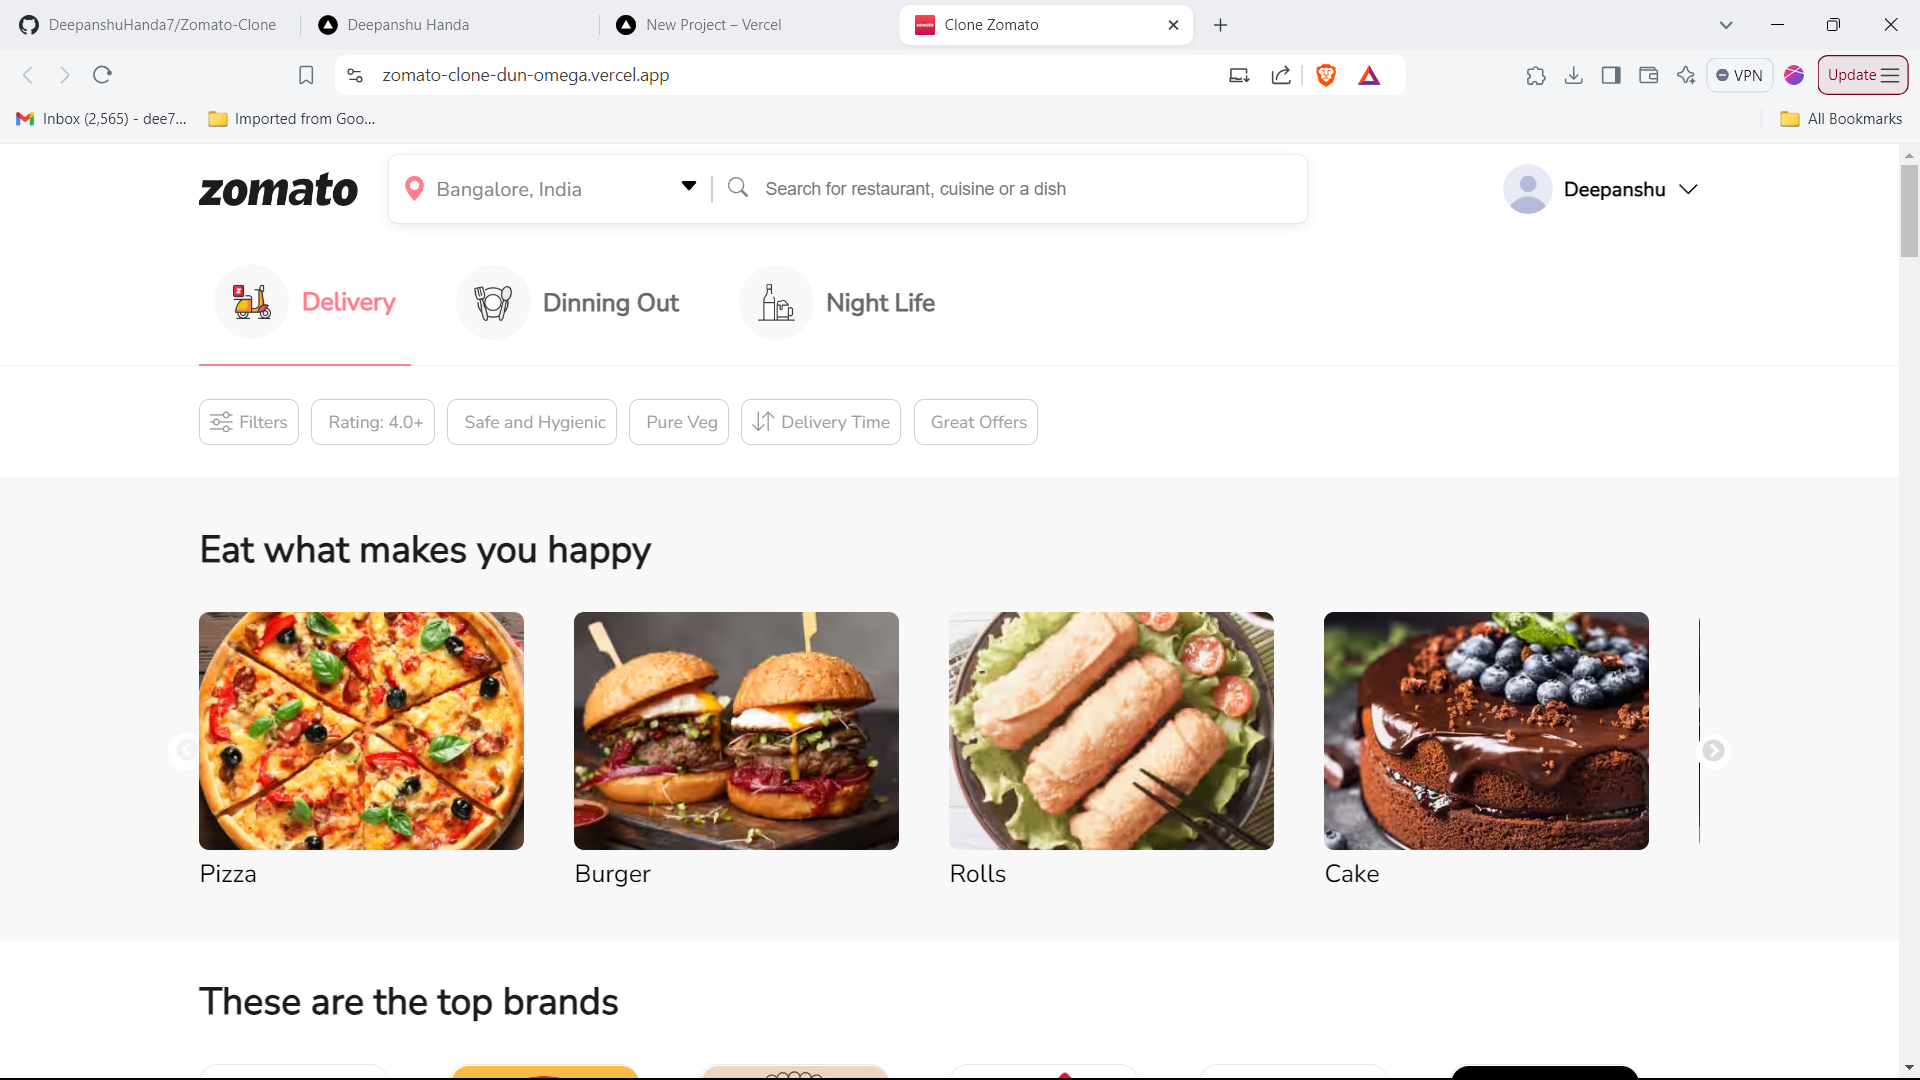 DeepanshuHanda7/Zomato-Clone
Deepanshu Handa
New Project – Vercel
Clone Zomato
zomato-clone-dun-omega.vercel.app
VPN
Update
Inbox (2,565) - dee7...
Imported from Goo...
All Bookmarks
zomato
Bangalore, India
Search for restaurant, cuisine or a dish
Deepanshu
Delivery
Dinning Out
Night Life
Filters
Rating: 4.0+
Safe and Hygienic
Pure Veg
Delivery Time
Great Offers
Eat what makes you happy
Pizza
Burger
Rolls
Cake
These are the top brands